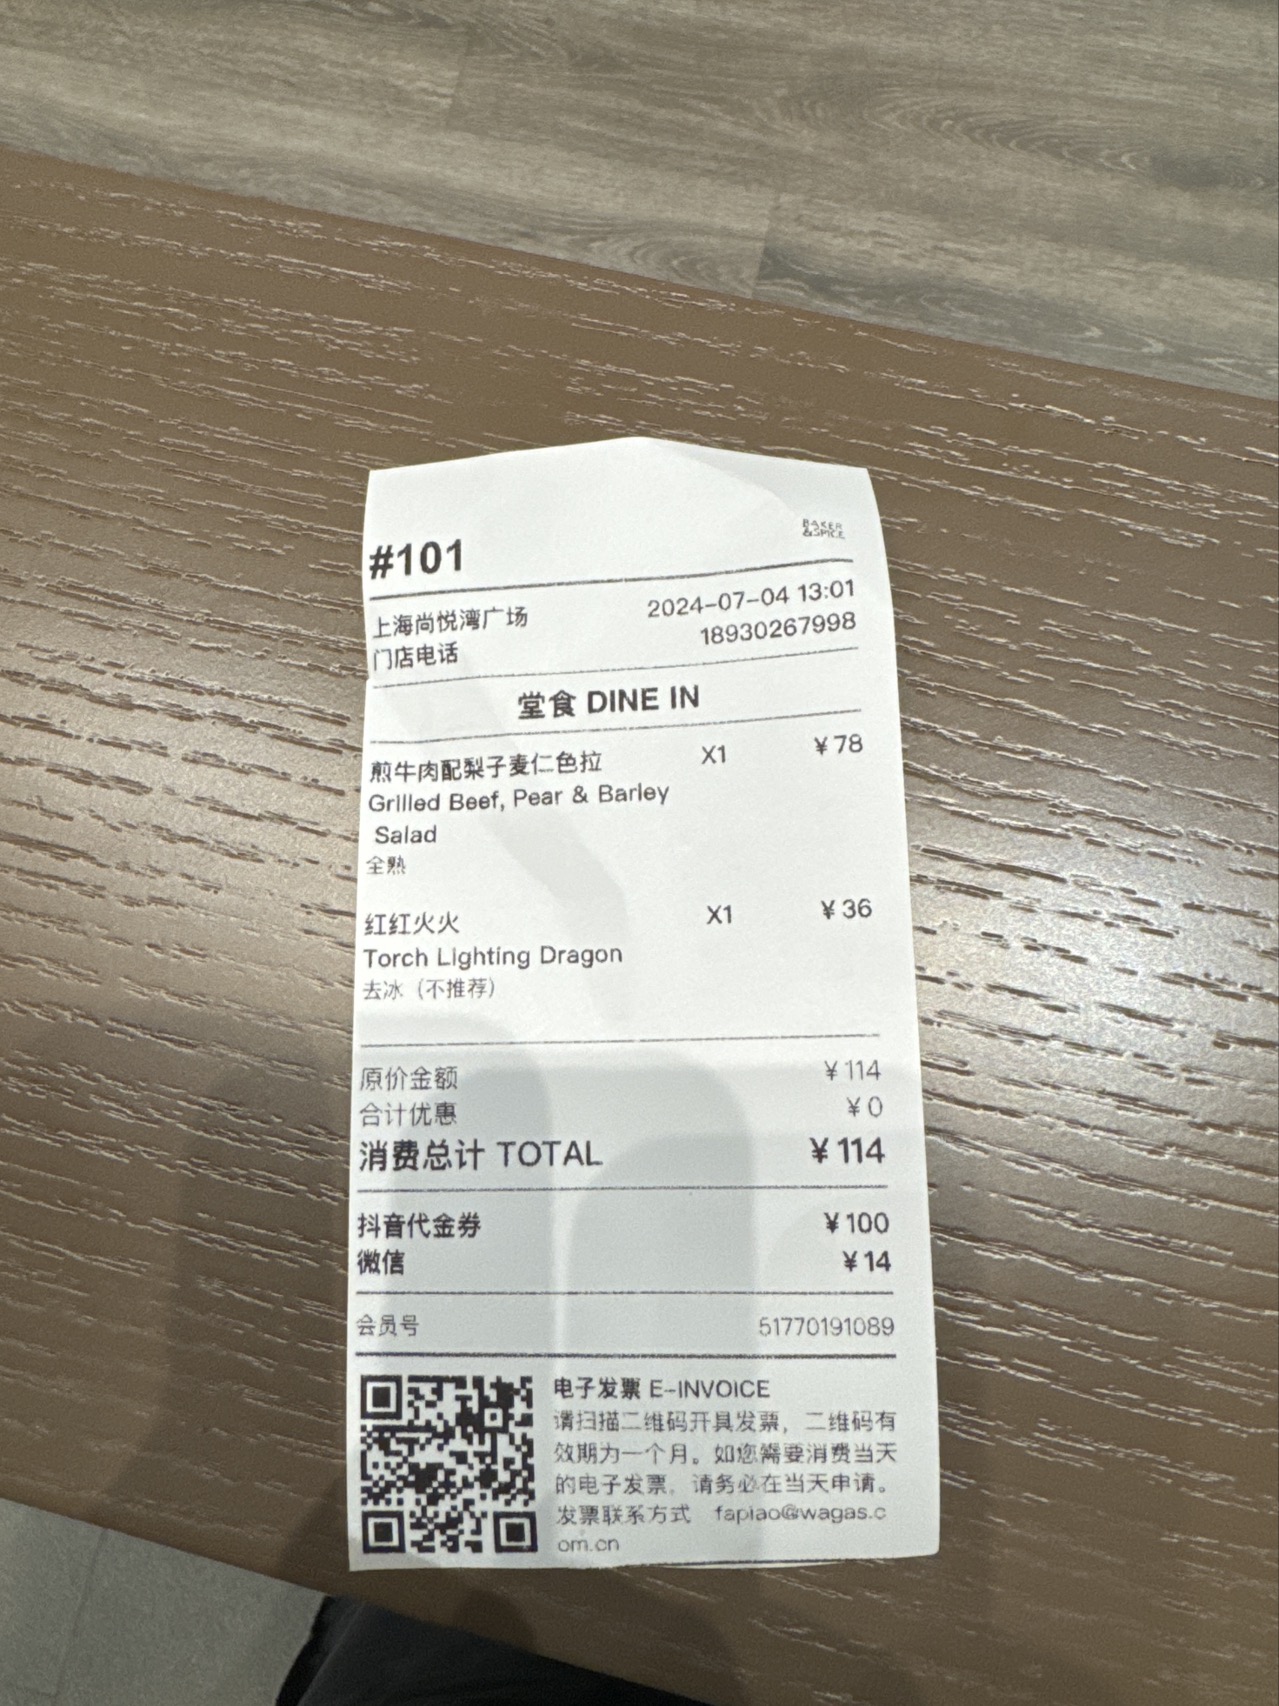 BAKER
&SPICE
#101
上海尚悦湾广场 2024-07-04 13:01
门店电话 18930267998
堂食 DINE IN
煎牛肉配梨子麦仁色拉 X1 ¥78
Grilled Beef, Pear & Barley
Salad
全熟
红红火火 X1 ¥36
Torch Lighting Dragon
去冰（不推荐）
原价金额 ¥114
合计优惠 ¥0
消费总计 TOTAL ¥114
抖音代金券 ¥100
微信 ¥14
会员号 51770191089
电子发票 E-INVOICE
请扫描二维码开具发票，二维码有
效期为一个月。如您需要消费当天
的电子发票，请务必在当天申请。
发票联系方式 fapiao@wagas.c
om.cn